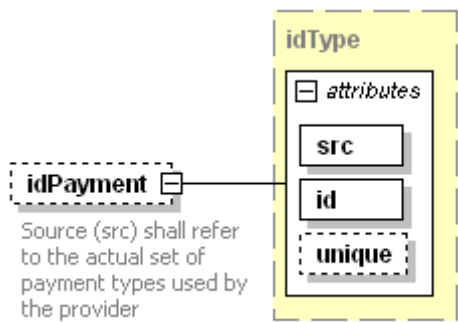 idType
attributes
src
idPayment
id
unique
Source (src) shall refer
to the actual set of
payment types used by
the provider